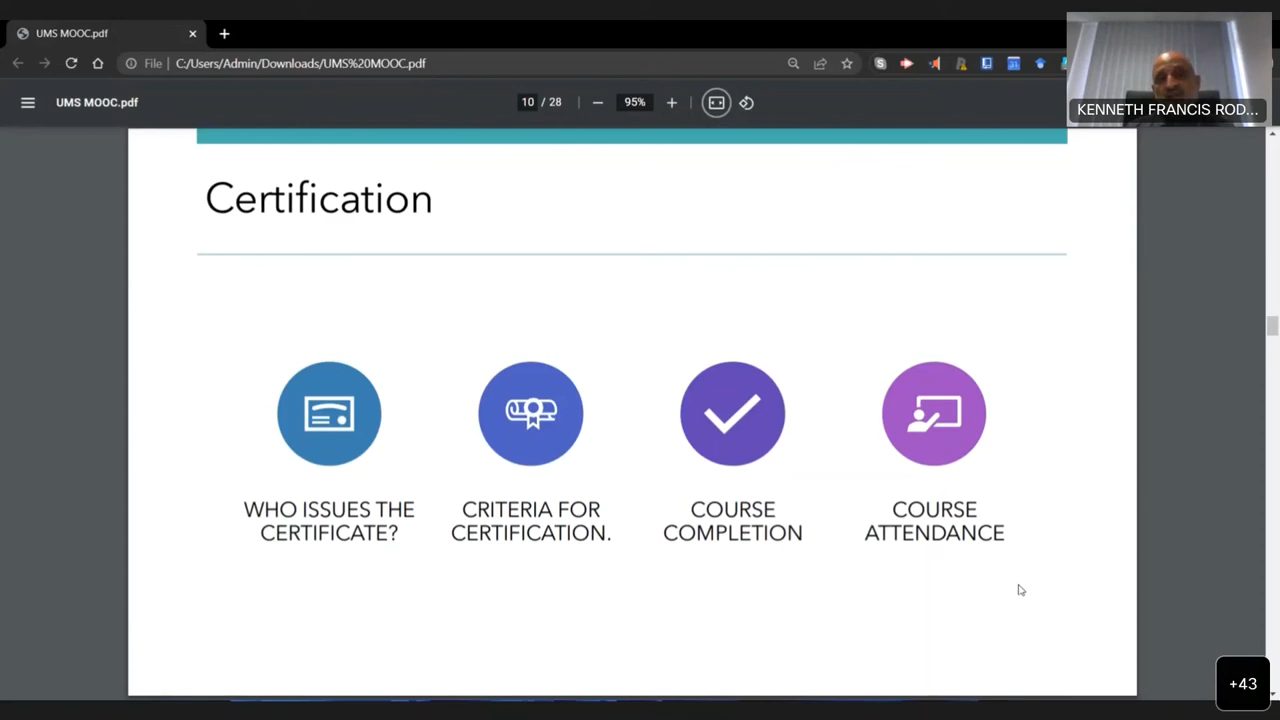 UMS MOOC.pdf
File C:/Users/Admin/Downloads/UMS%20MOOC.pdf
UMS MOOC.pdf 10 / 28 95%
KENNETH FRANCIS ROD...
Certification
WHO ISSUES THE
CERTIFICATE?
CRITERIA FOR
CERTIFICATION.
COURSE
COMPLETION
COURSE
ATTENDANCE
+43